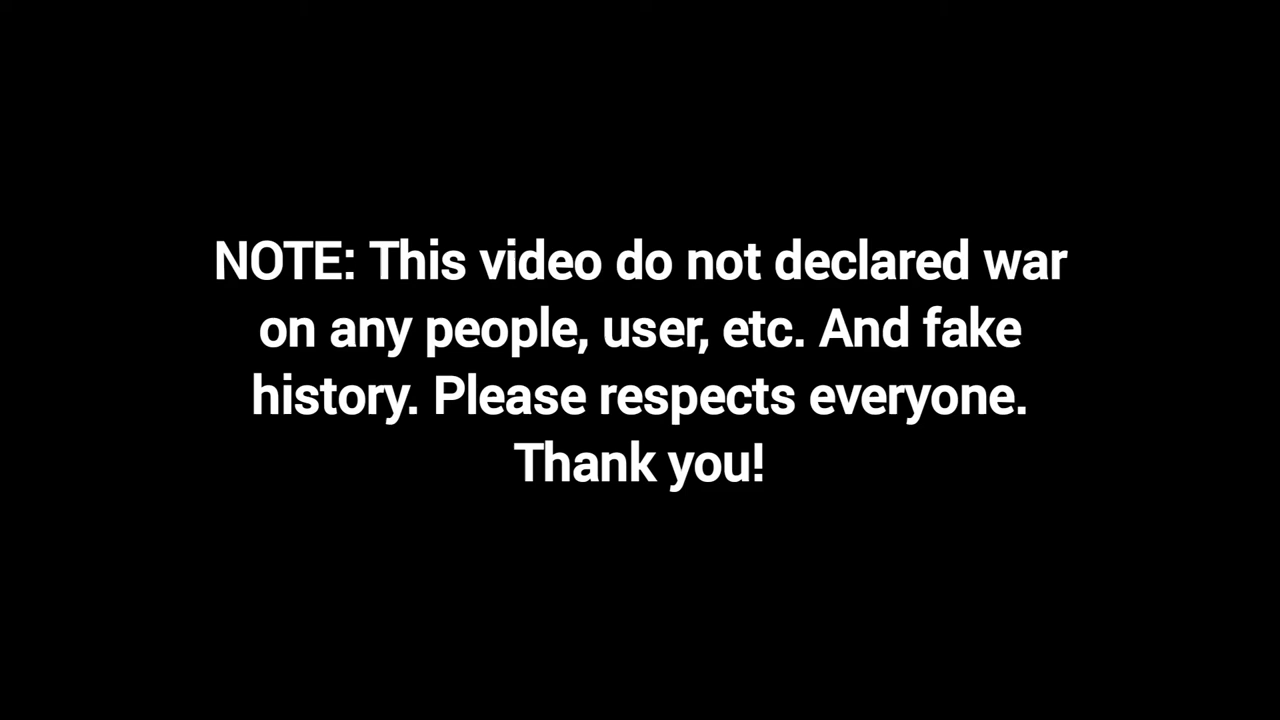 NOTE: This video do not declared war
on any people, user, etc. And fake
history. Please respects everyone.
Thank you!